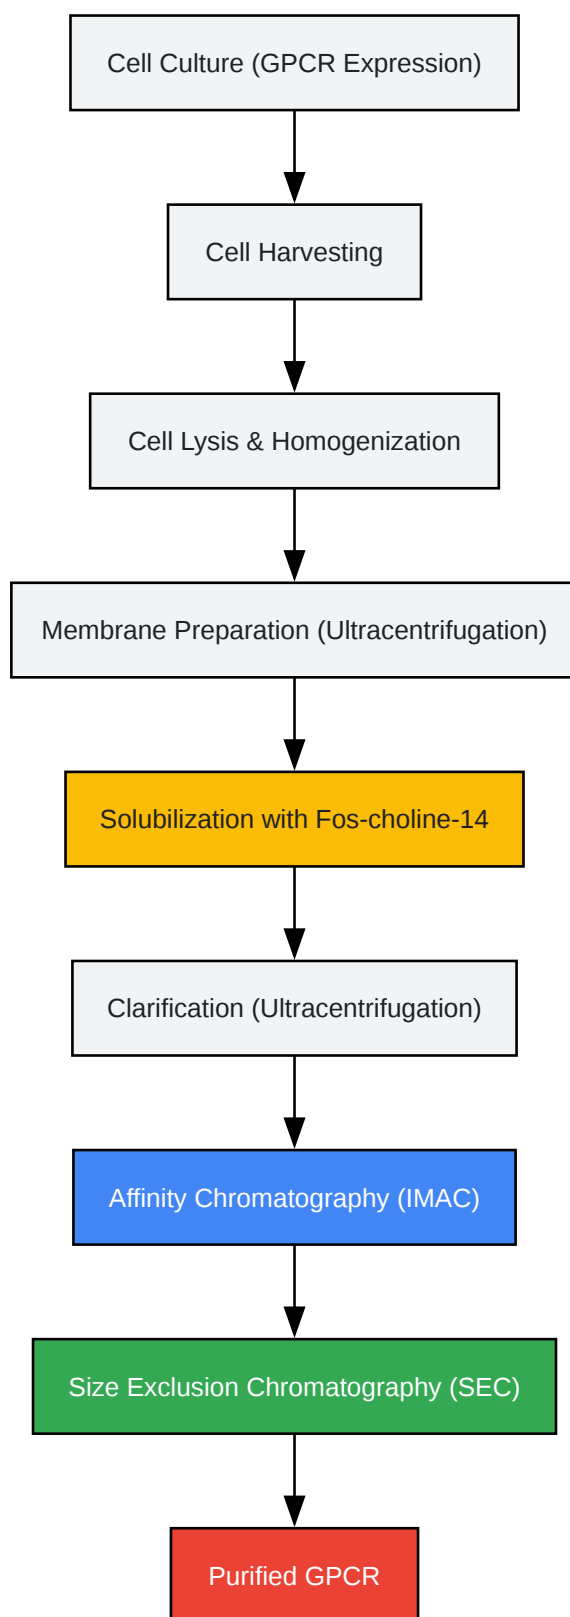 Cell Culture (GPCR Expression)
Cell Harvesting
Cell Lysis & Homogenization
Membrane Preparation (Ultracentrifugation)
Solubilization with Fos-choline-14
Clarification (Ultracentrifugation)
Affinity Chromatography (IMAC)
Size Exclusion Chromatography (SEC)
Purified GPCR